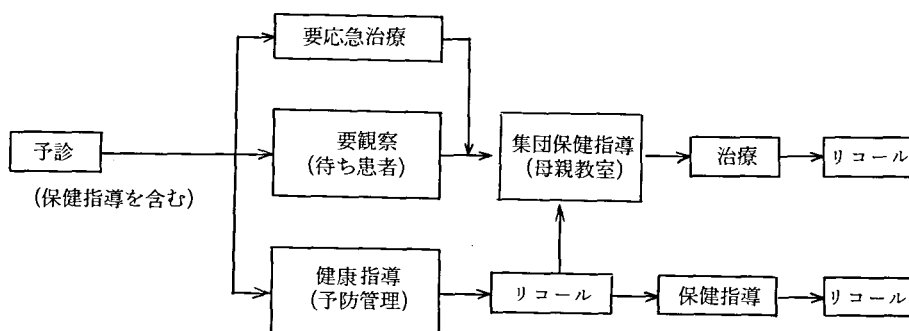 要応急治療
予診
(保健指導を含む)
要観察
(待ち患者)
集団保健指導
(母親教室)
治療
リコール
健康指導
(予防管理)
リコール
保健指導
リコール